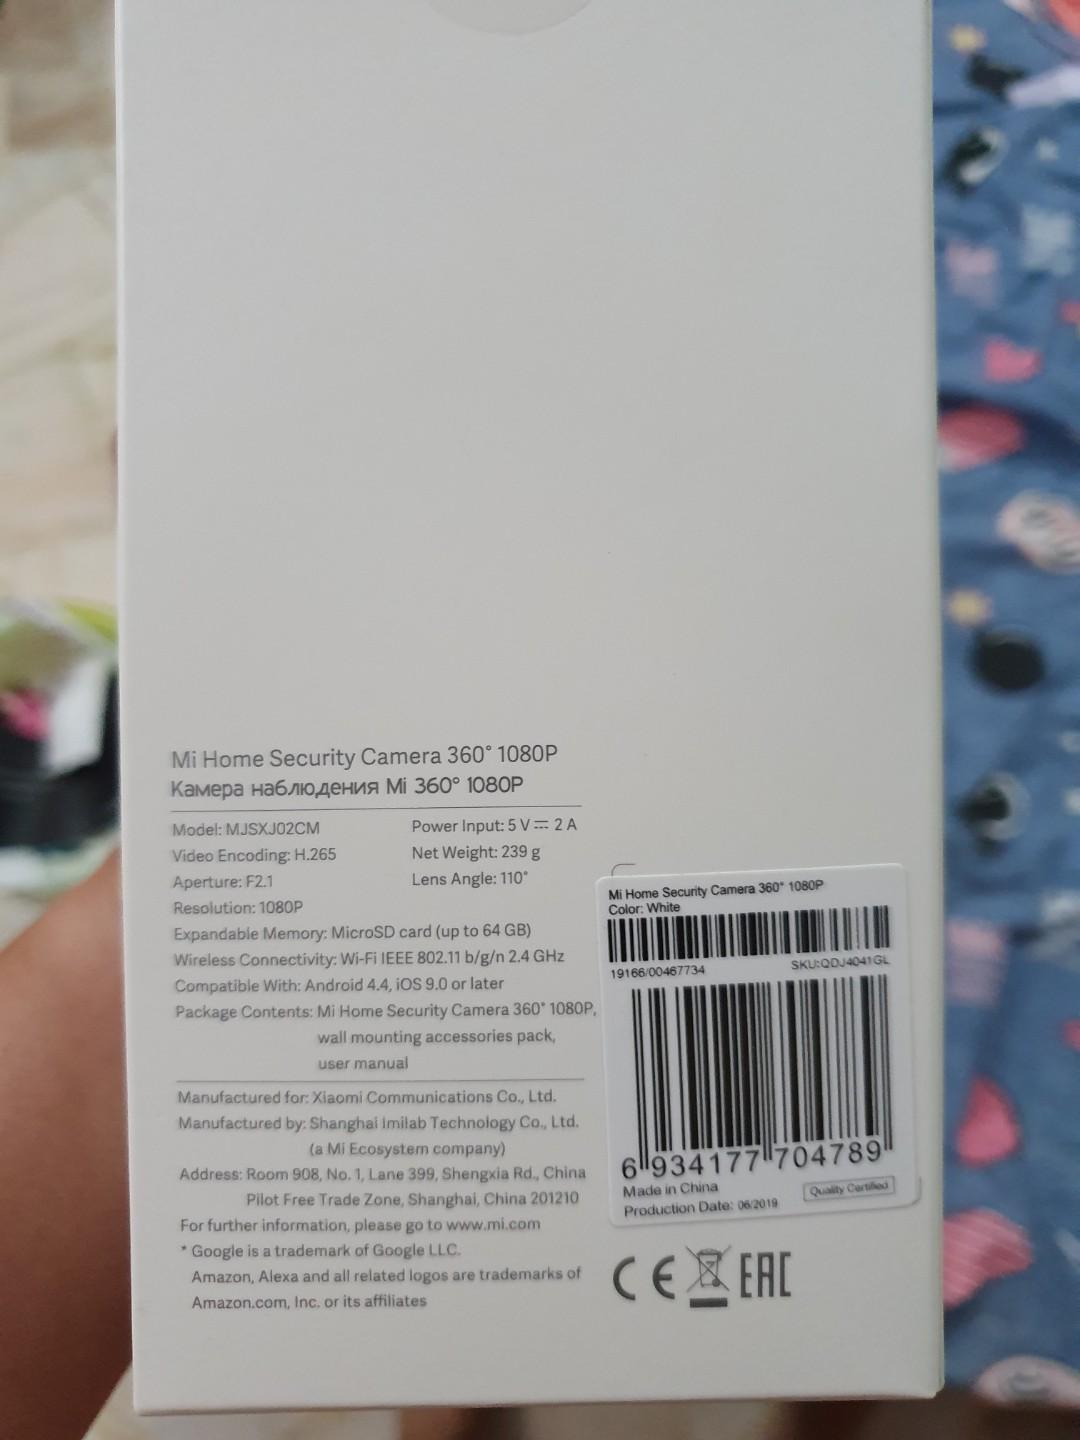 Mi Home Security Camera 360° 1080P
Камера наблюдения Mi 360° 1080P
Model: MJSXJ02CM
Power Input: 5 V⎓ 2 A
Video Encoding: H.265
Net Weight: 239 g
Aperture: F2.1
Lens Angle: 110°
Resolution: 1080P
Expandable Memory: MicroSD card (up to 64 GB)
Wireless Connectivity: Wi-Fi IEEE 802.11 b/g/n 2.4 GHz
Compatible With: Android 4.4, iOS 9.0 or later
Package Contents: Mi Home Security Camera 360° 1080P,
wall mounting accessories pack,
user manual
Manufactured for: Xiaomi Communications Co., Ltd.
Manufactured by: Shanghai Imilab Technology Co., Ltd.
(a Mi Ecosystem company)
Address: Room 908, No. 1, Lane 399, Shengxia Rd., China
Pilot Free Trade Zone, Shanghai, China 201210
For further information, please go to www.mi.com
* Google is a trademark of Google LLC.
Amazon, Alexa and all related logos are trademarks of
Amazon.com, Inc. or its affiliates
Mi Home Security Camera 360° 1080P
Color: White
19166/00467734
SKU:QDJ4041GL
6 934177 704789
Made in China
Quality Certified
Production Date: 06/2019
CE EAC